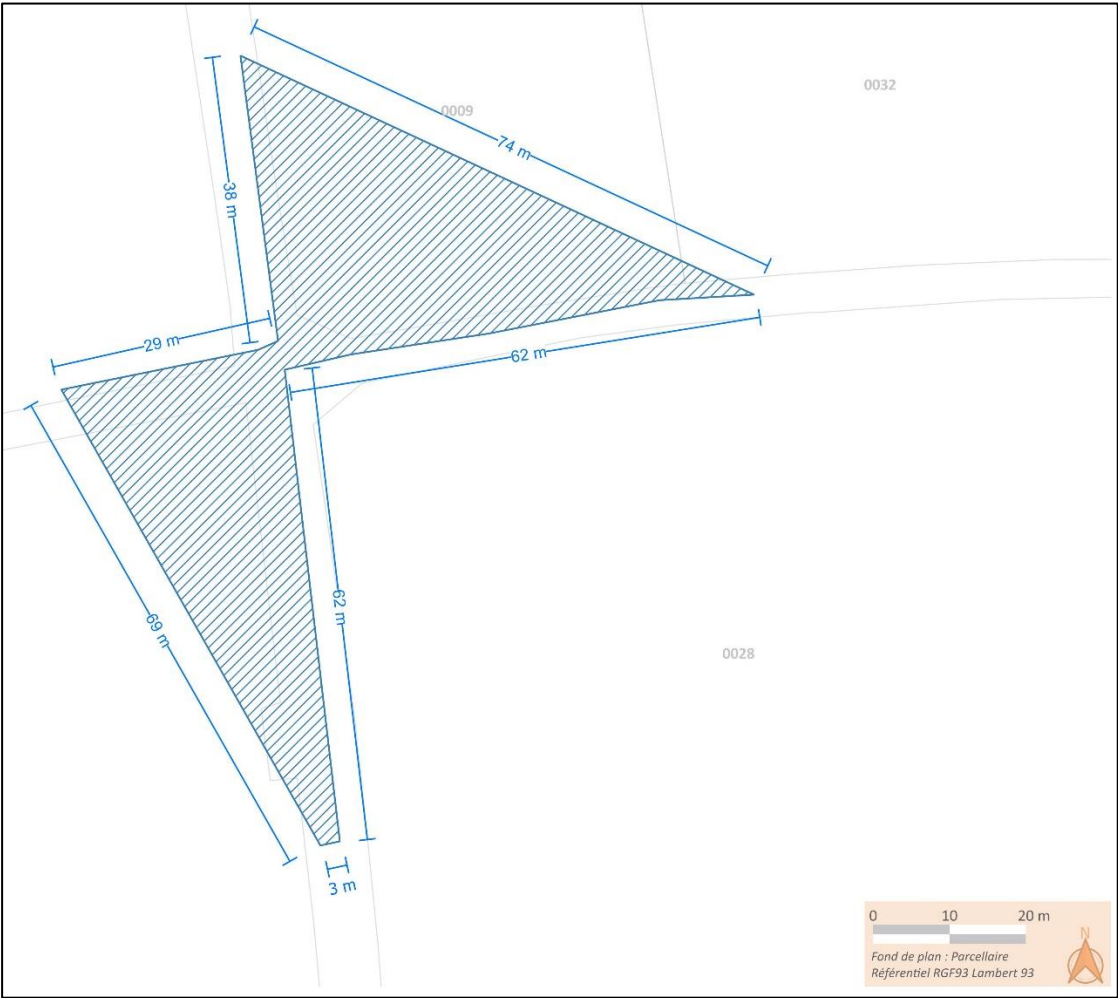 0032
0009
74 m
38 m
29 m
62 m
62 m
69 m
0028
3 m
0 10 20 m
N
Fond de plan : Parcellaire
Référentiel RGF93 Lambert 93